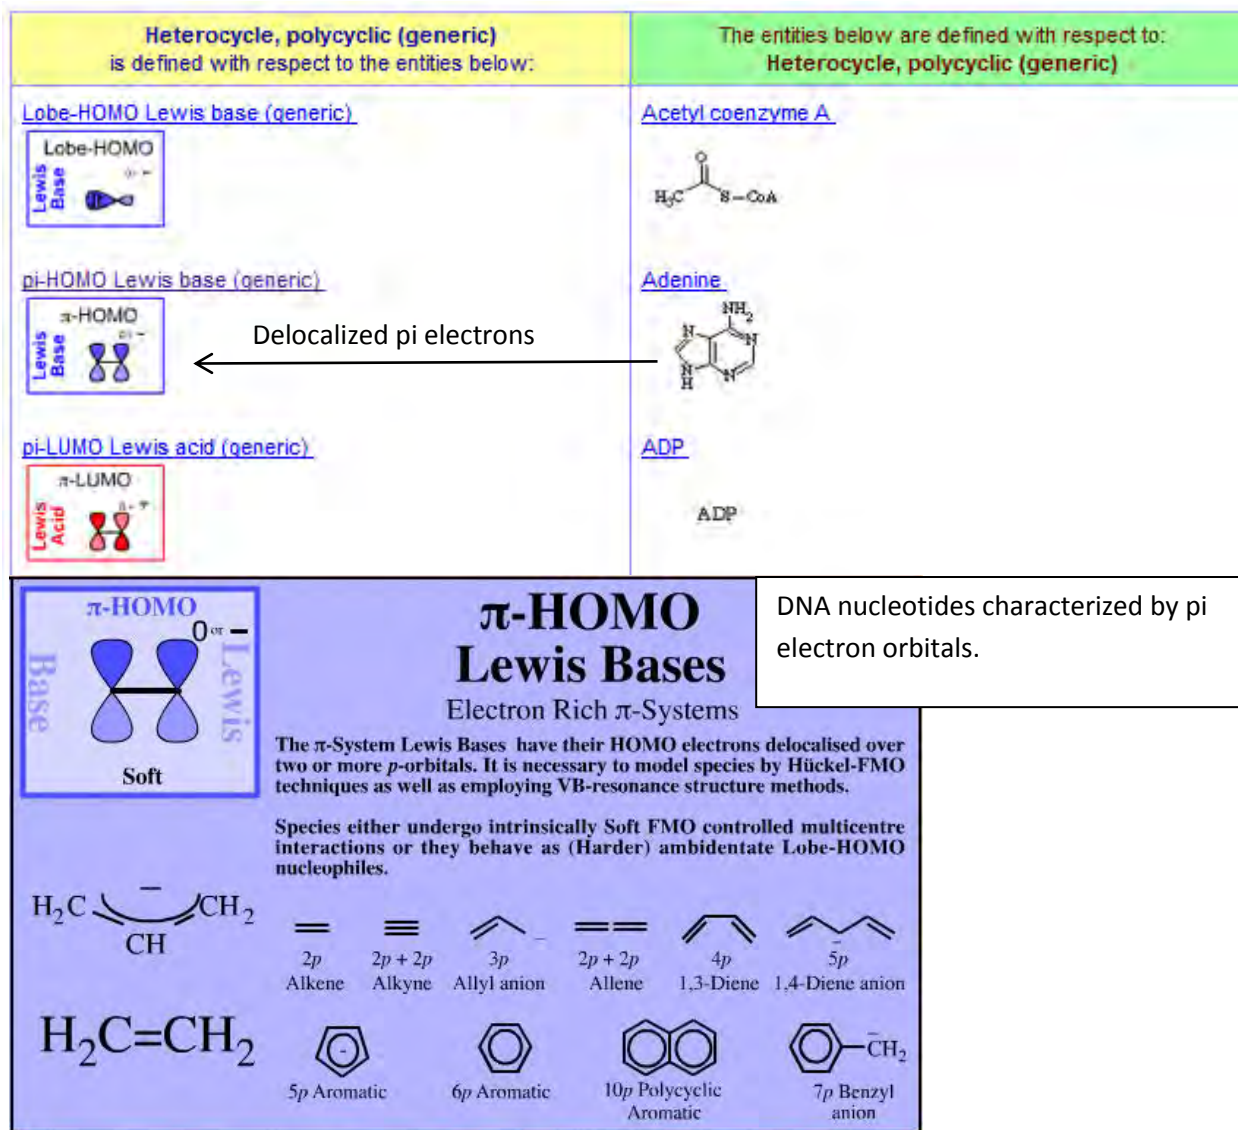 Heterocycle, polycyclic (generic)
is defined with respect to the entities below:
The entities below are defined with respect to:
Heterocycle, polycyclic (generic)
Lobe-HOMO Lewis base (generic)
Lobe-HOMO
Lewis
Base
Acetyl coenzyme A
O
H₃C
S–CoA
pi-HOMO Lewis base (generic)
π-HOMO
Lewis
Base
Delocalized pi electrons
Adenine
NH₂
N
N
N
H
N
pi-LUMO Lewis acid (generic)
π-LUMO
Lewis
Acid
ADP
ADP
π-HOMO
0 or –
Base
Lewis
Soft
π-HOMO
Lewis Bases
Electron Rich π-Systems
DNA nucleotides characterized by pi
electron orbitals.
The π-System Lewis Bases have their HOMO electrons delocalised over
two or more p-orbitals. It is necessary to model species by Hückel-FMO
techniques as well as employing VB-resonance structure methods.
Species either undergo intrinsically Soft FMO controlled multicentre
interactions or they behave as (Harder) ambidentate Lobe-HOMO
nucleophiles.
H₂C CH CH₂
–
H₂C=CH₂
2p
Alkene
2p + 2p
Alkyne
–
3p
Allyl anion
2p + 2p
Allene
4p
1,3-Diene
–
5p
1,4-Diene anion
-
5p Aromatic
6p Aromatic
10p Polycyclic
Aromatic
–
CH₂
7p Benzyl
anion